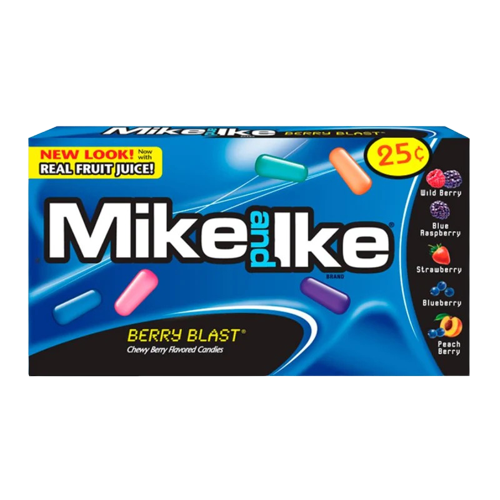 Mike and Ike BERRY BLAST®
NEW LOOK! Now with
REAL FRUIT JUICE!
25¢
Mike and Ike
BRAND
BERRY BLAST®
Chewy Berry Flavored Candies
Wild Berry
Blue
Raspberry
Strawberry
Blueberry
Peach
Berry